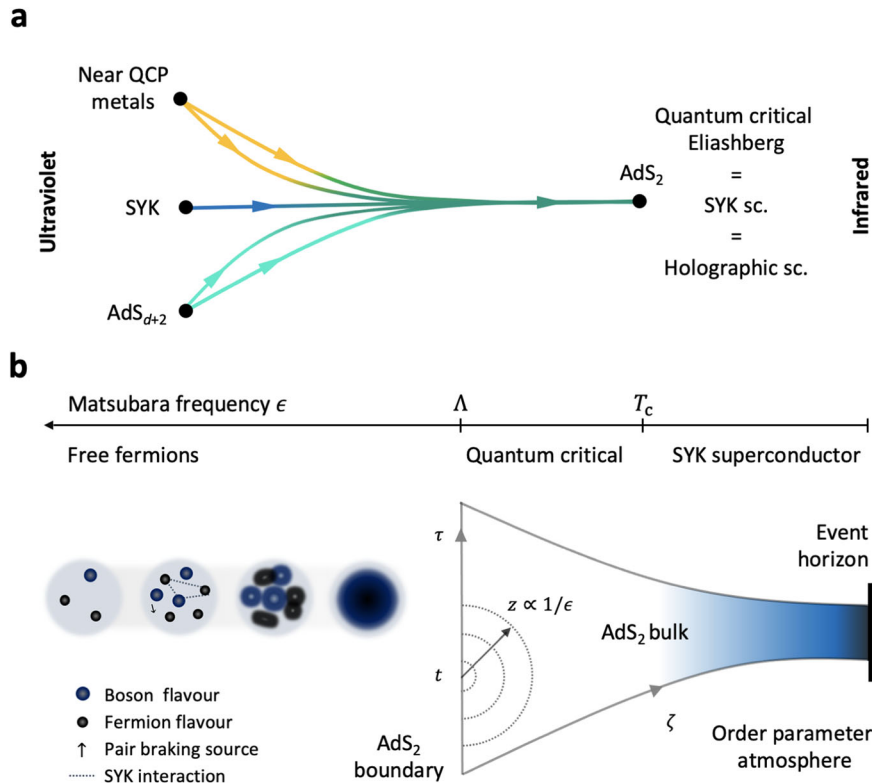 a
Near QCP
metals
Ultraviolet
SYK
AdS_{d+2}
AdS₂
Quantum critical
Eliashberg
=
SYK sc.
=
Holographic sc.
Infrared
b
Matsubara frequency ϵ
Λ
T_c
Free fermions
Quantum critical
SYK superconductor
τ
Event
horizon
z ∝ 1/ϵ
AdS₂ bulk
t
ζ
Boson flavour
Fermion flavour
↑ Pair braking source
SYK interaction
AdS₂
boundary
Order parameter
atmosphere